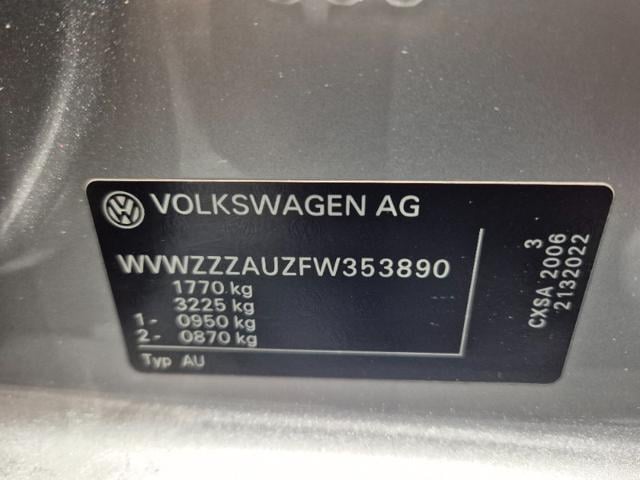 VOLKSWAGEN AG
WVWZZZAUZFW353890
1770 kg
3225 kg
1- 0950 kg
2- 0870 kg
Typ AU
3
CXSA 2006
2132022